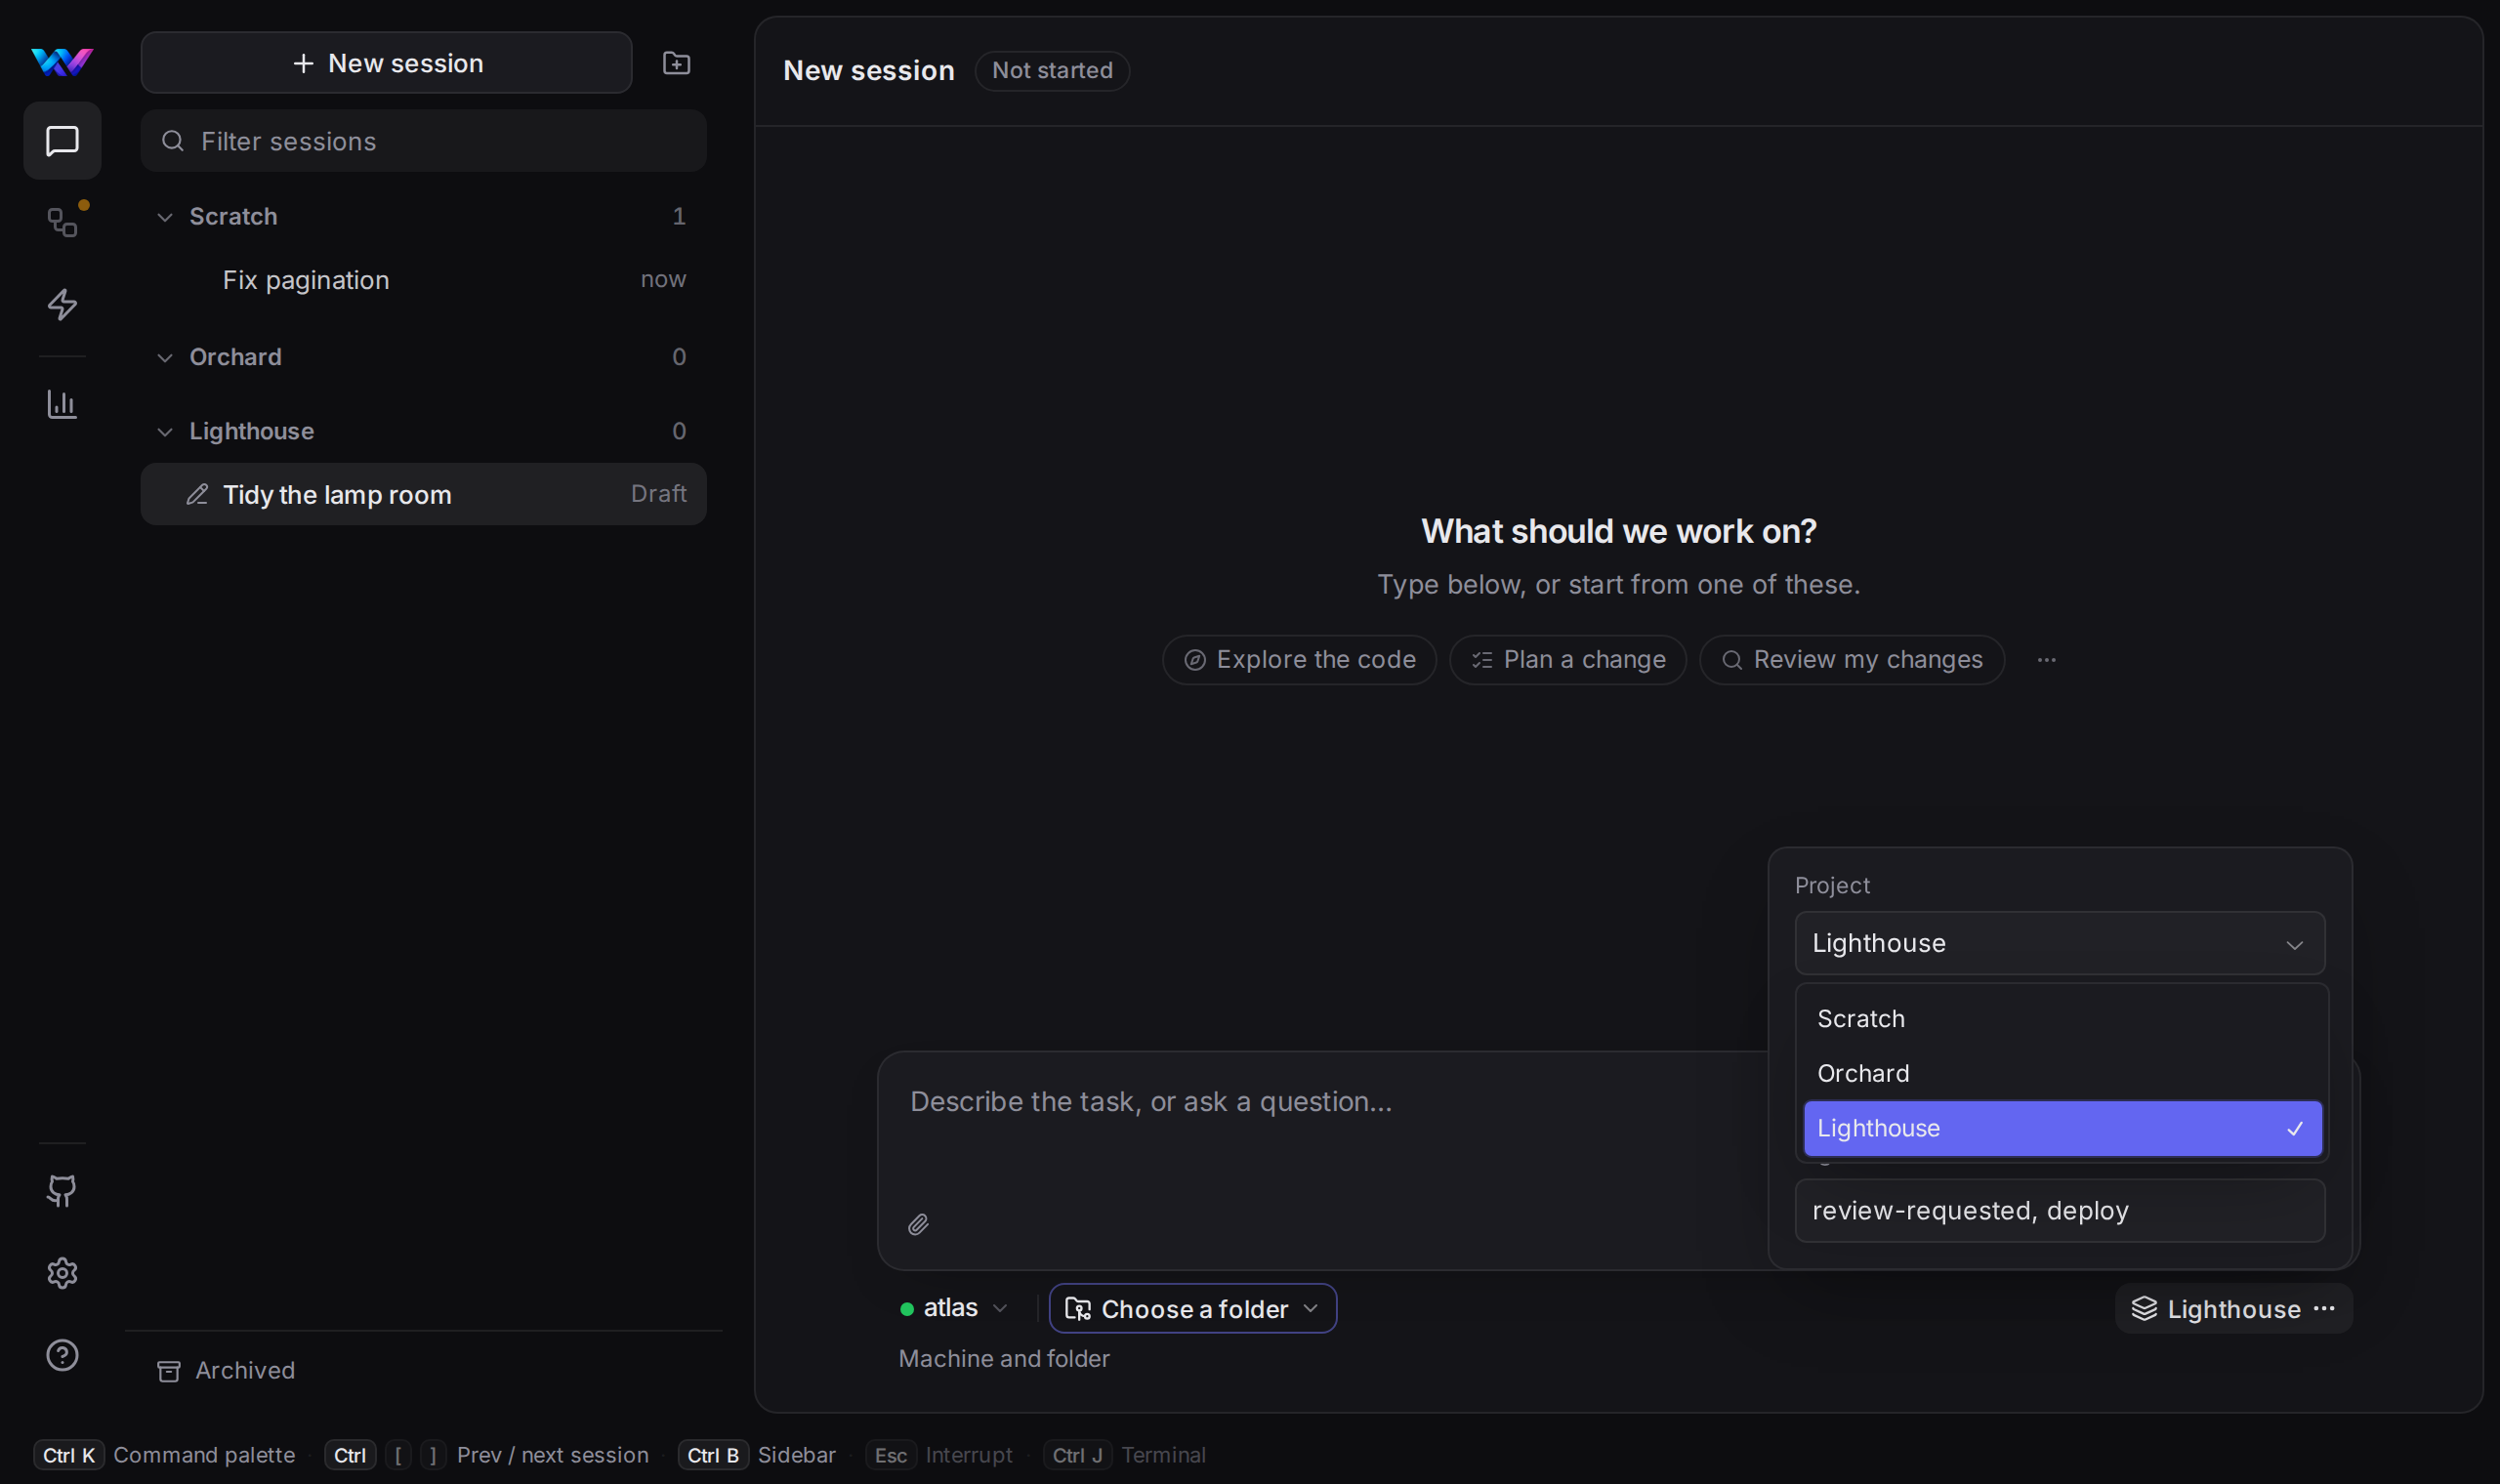 New session
Filter sessions
Scratch 1
Fix pagination now
Orchard 0
Lighthouse 0
Tidy the lamp room Draft
Archived
New session Not started
What should we work on?
Type below, or start from one of these.
Explore the code Plan a change Review my changes ...
Project
Lighthouse
Scratch
Orchard
Lighthouse
review-requested, deploy
Describe the task, or ask a question...
atlas Choose a folder Lighthouse ...
Machine and folder
Ctrl K Command palette · Ctrl [ ] Prev / next session · Ctrl B Sidebar · Esc Interrupt · Ctrl J Terminal